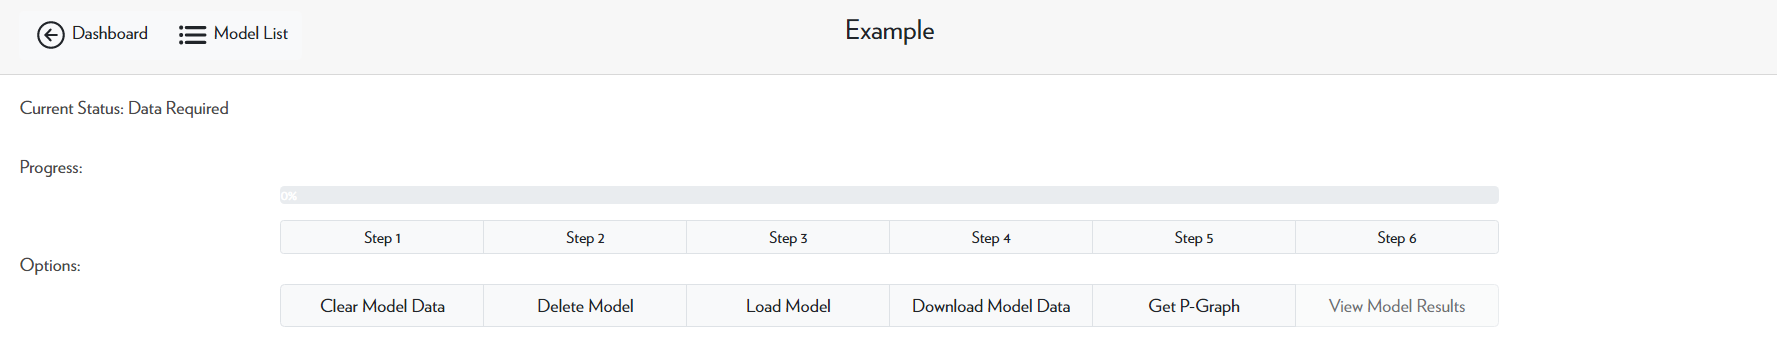 Dashboard Model List Example
Current Status: Data Required
Progress:
0%
Step 1 Step 2 Step 3 Step 4 Step 5 Step 6
Options:
Clear Model Data Delete Model Load Model Download Model Data Get P-Graph View Model Results